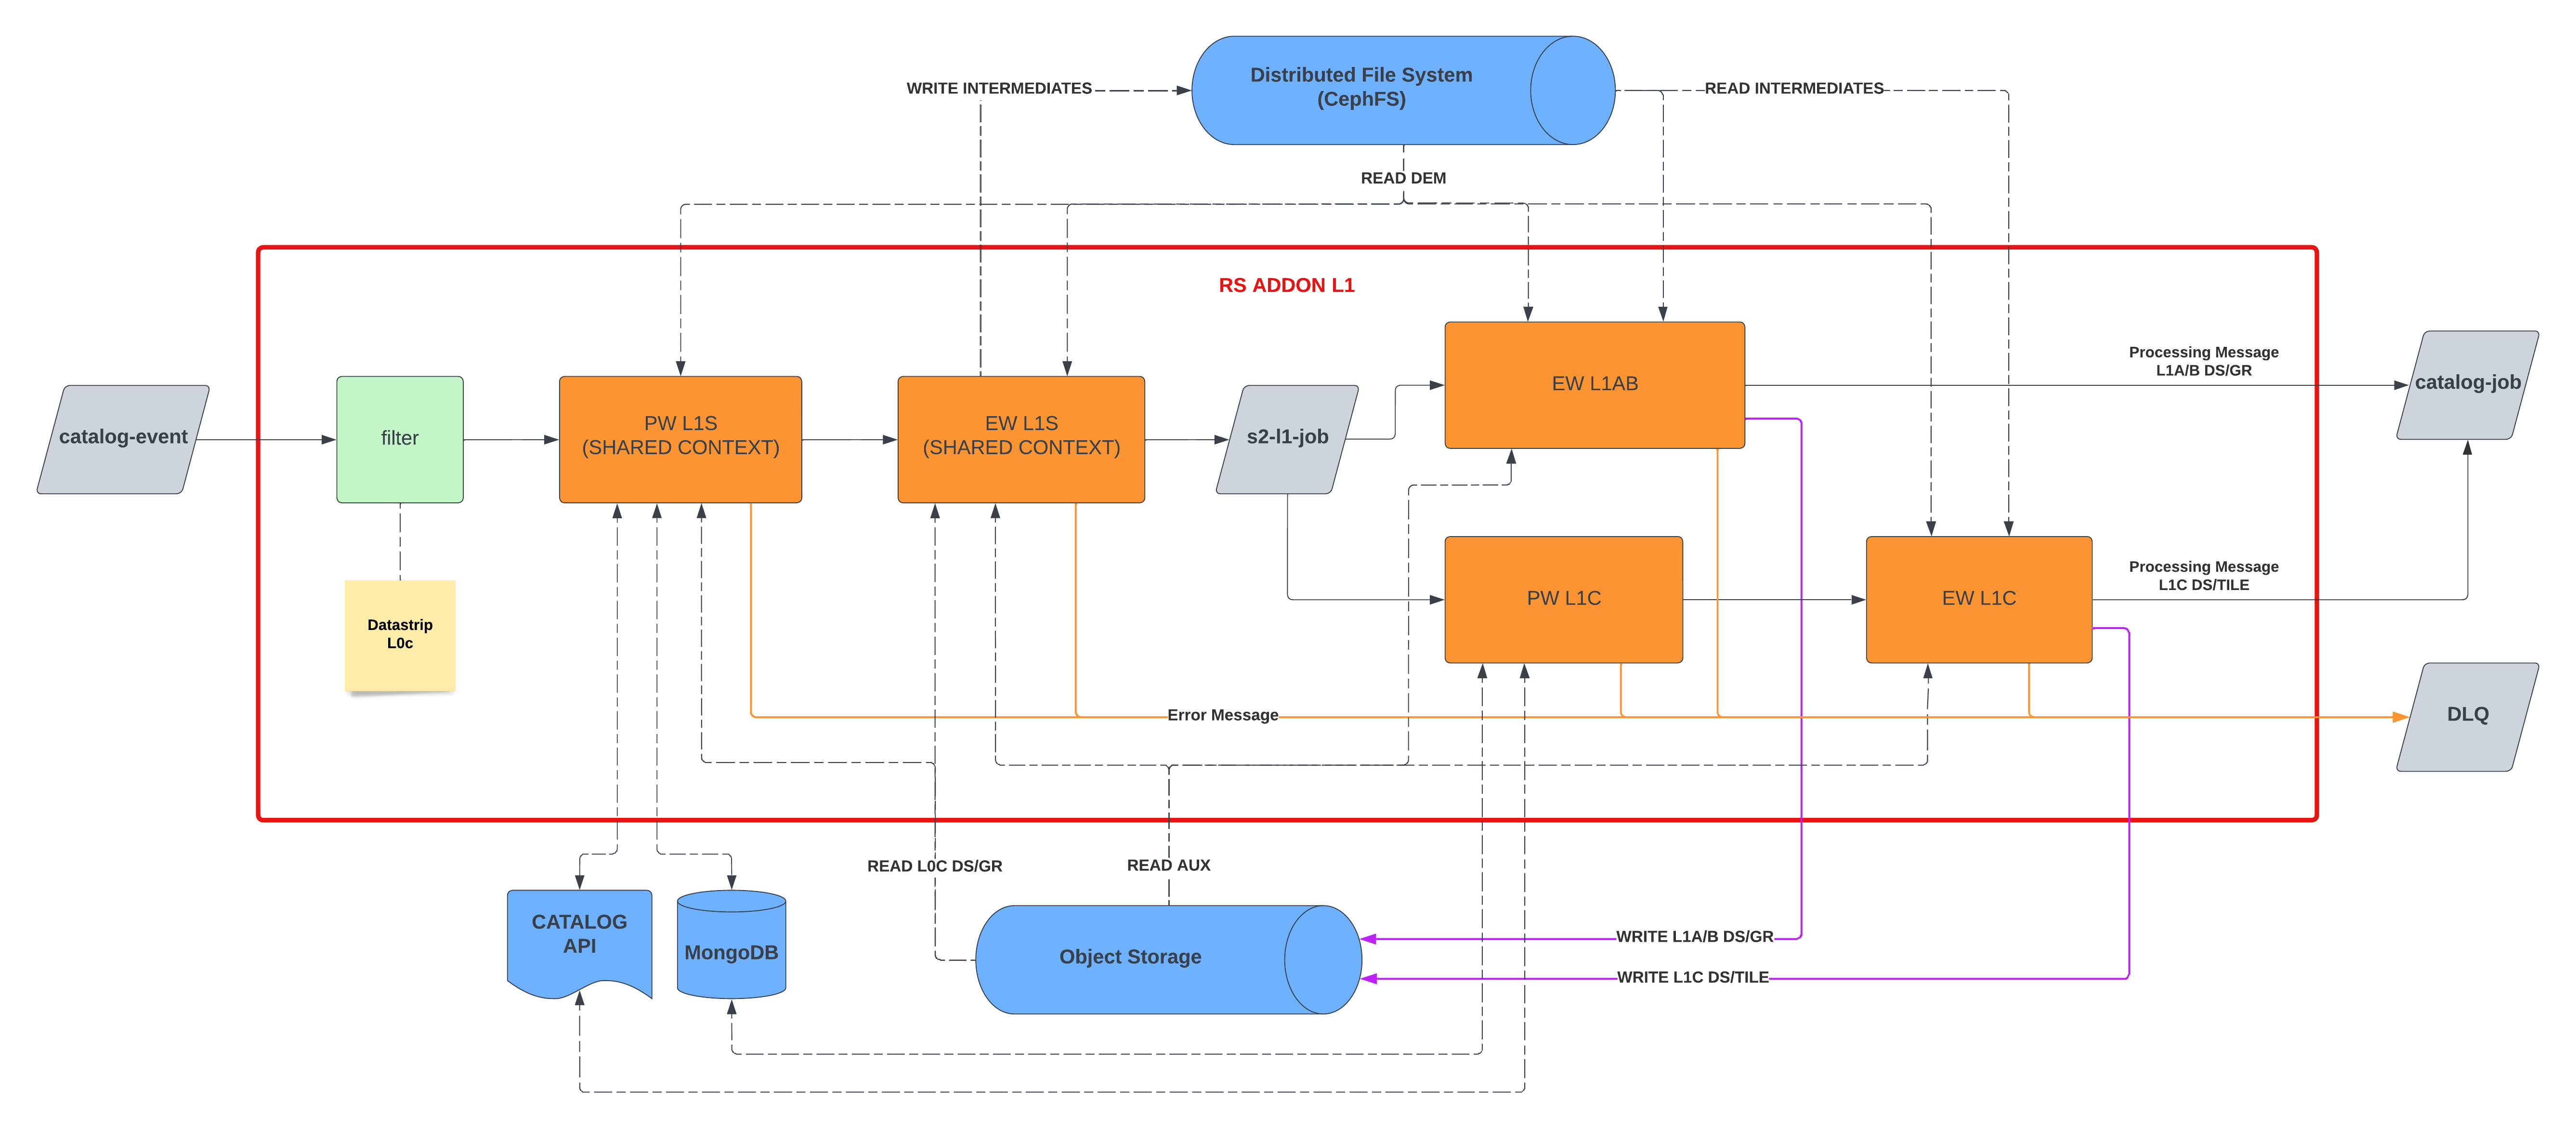 Distributed File System
(CephFS)
WRITE INTERMEDIATES
READ INTERMEDIATES
READ DEM
RS ADDON L1
catalog-event
filter
PW L1S
(SHARED CONTEXT)
EW L1S
(SHARED CONTEXT)
s2-l1-job
EW L1AB
Processing Message
L1A/B DS/GR
catalog-job
Datastrip
L0c
PW L1C
EW L1C
Processing Message
L1C DS/TILE
Error Message
DLQ
READ L0C DS/GR
READ AUX
CATALOG
API
MongoDB
Object Storage
WRITE L1A/B DS/GR
WRITE L1C DS/TILE